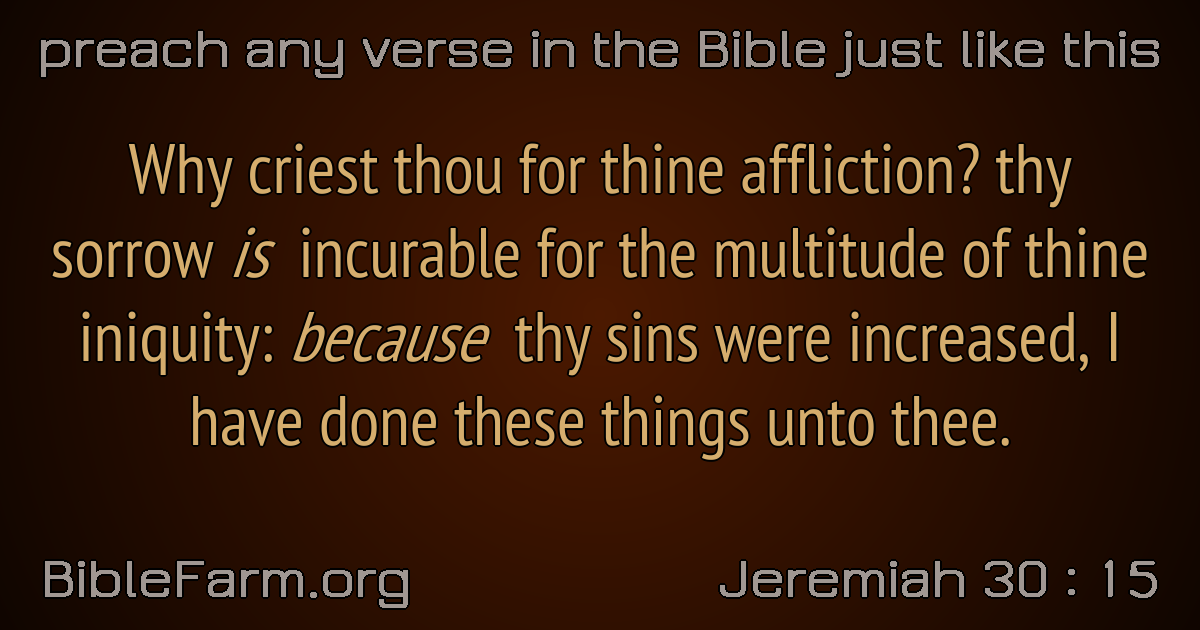 preach any verse in the Bible just like this
Why criest thou for thine affliction? thy
sorrow is incurable for the multitude of thine
iniquity: because thy sins were increased, I
have done these things unto thee.
BibleFarm.org
Jeremiah 30 : 15